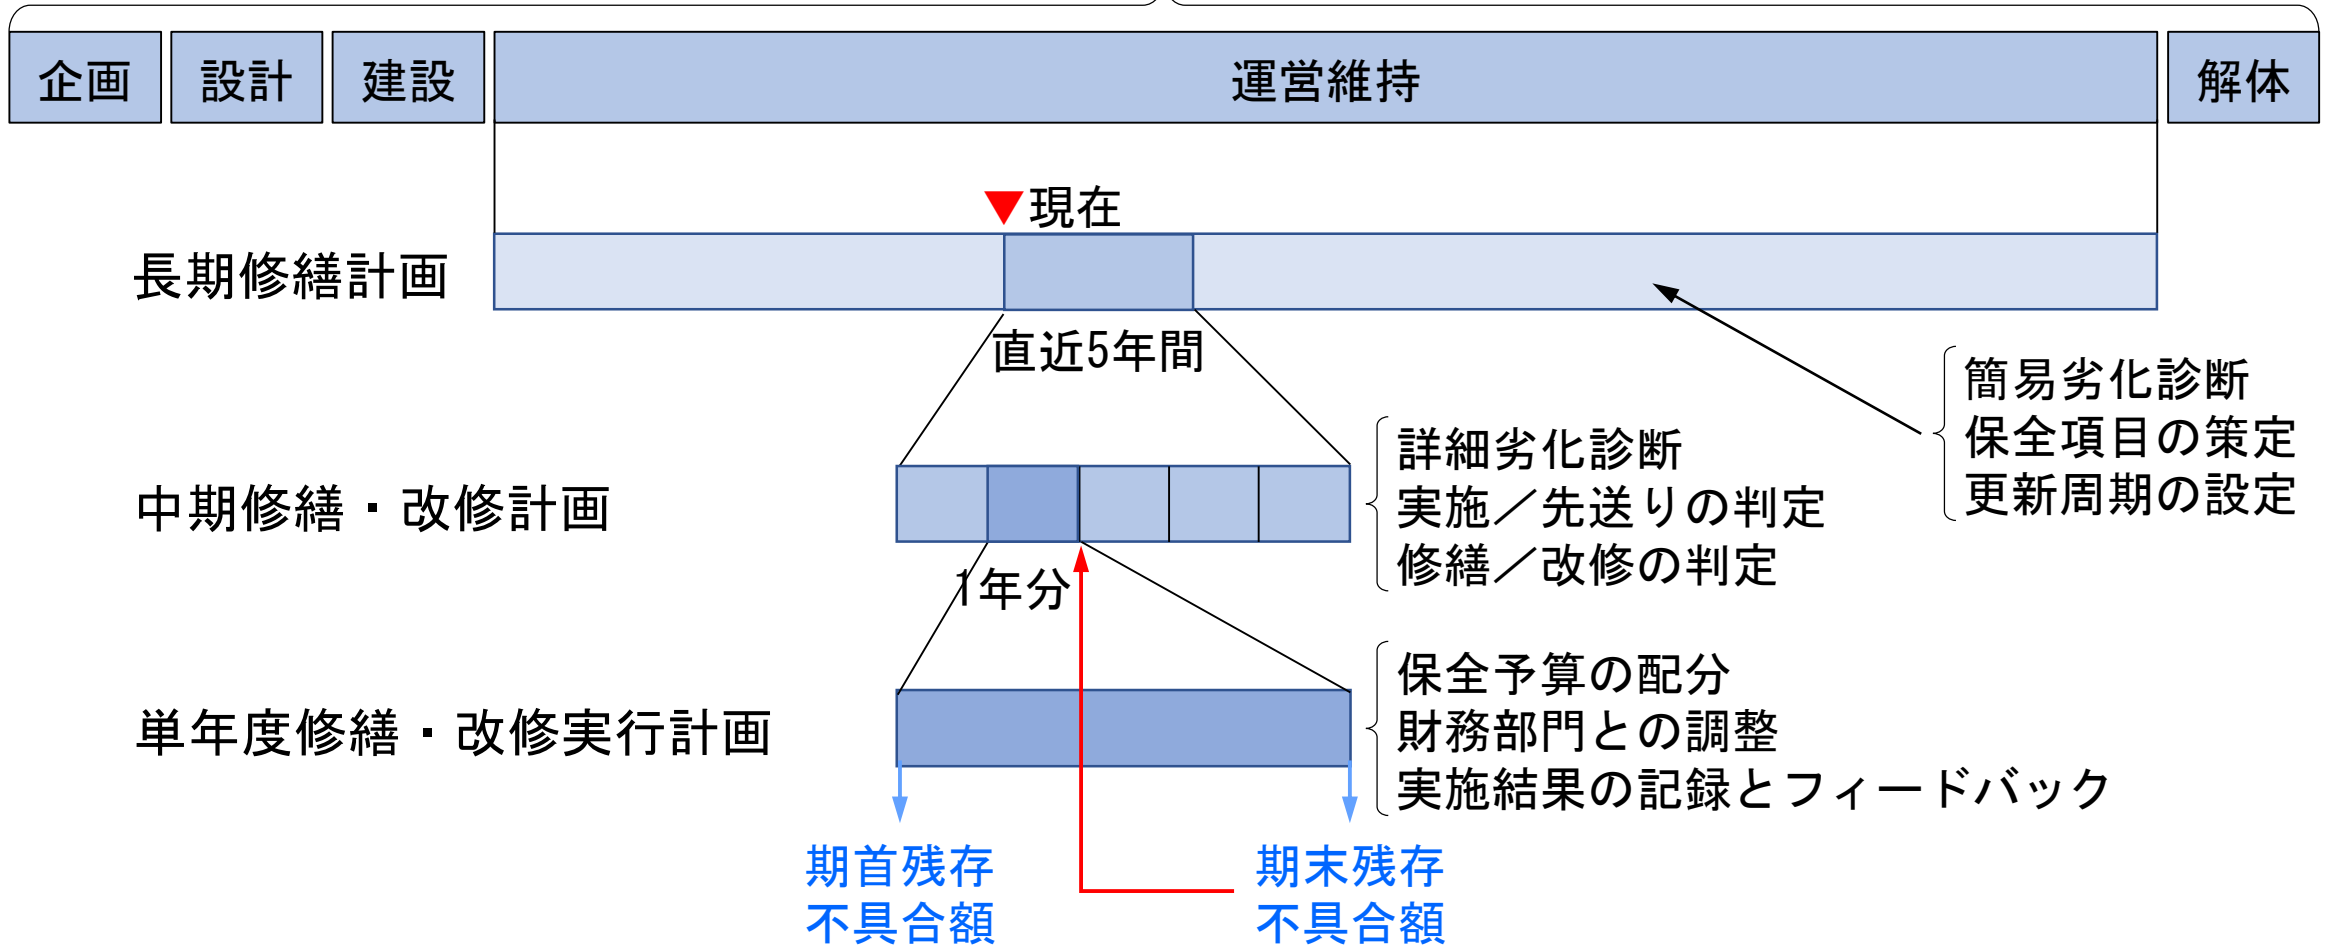 企画
設計
建設
運営維持
解体
現在
長期修繕計画
直近5年間
簡易劣化診断
保全項目の策定
更新周期の設定
中期修繕・改修計画
詳細劣化診断
実施／先送りの判定
修繕／改修の判定
1年分
単年度修繕・改修実行計画
保全予算の配分
財務部門との調整
実施結果の記録とフィードバック
期首残存
不具合額
期末残存
不具合額